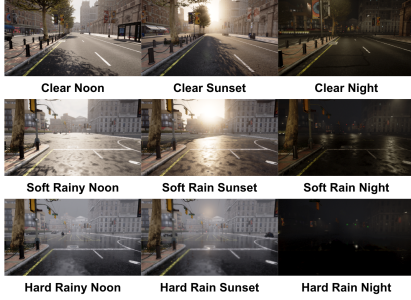 Clear Noon
Clear Sunset
Clear Night
Soft Rainy Noon
Soft Rain Sunset
Soft Rain Night
Hard Rainy Noon
Hard Rain Sunset
Hard Rain Night